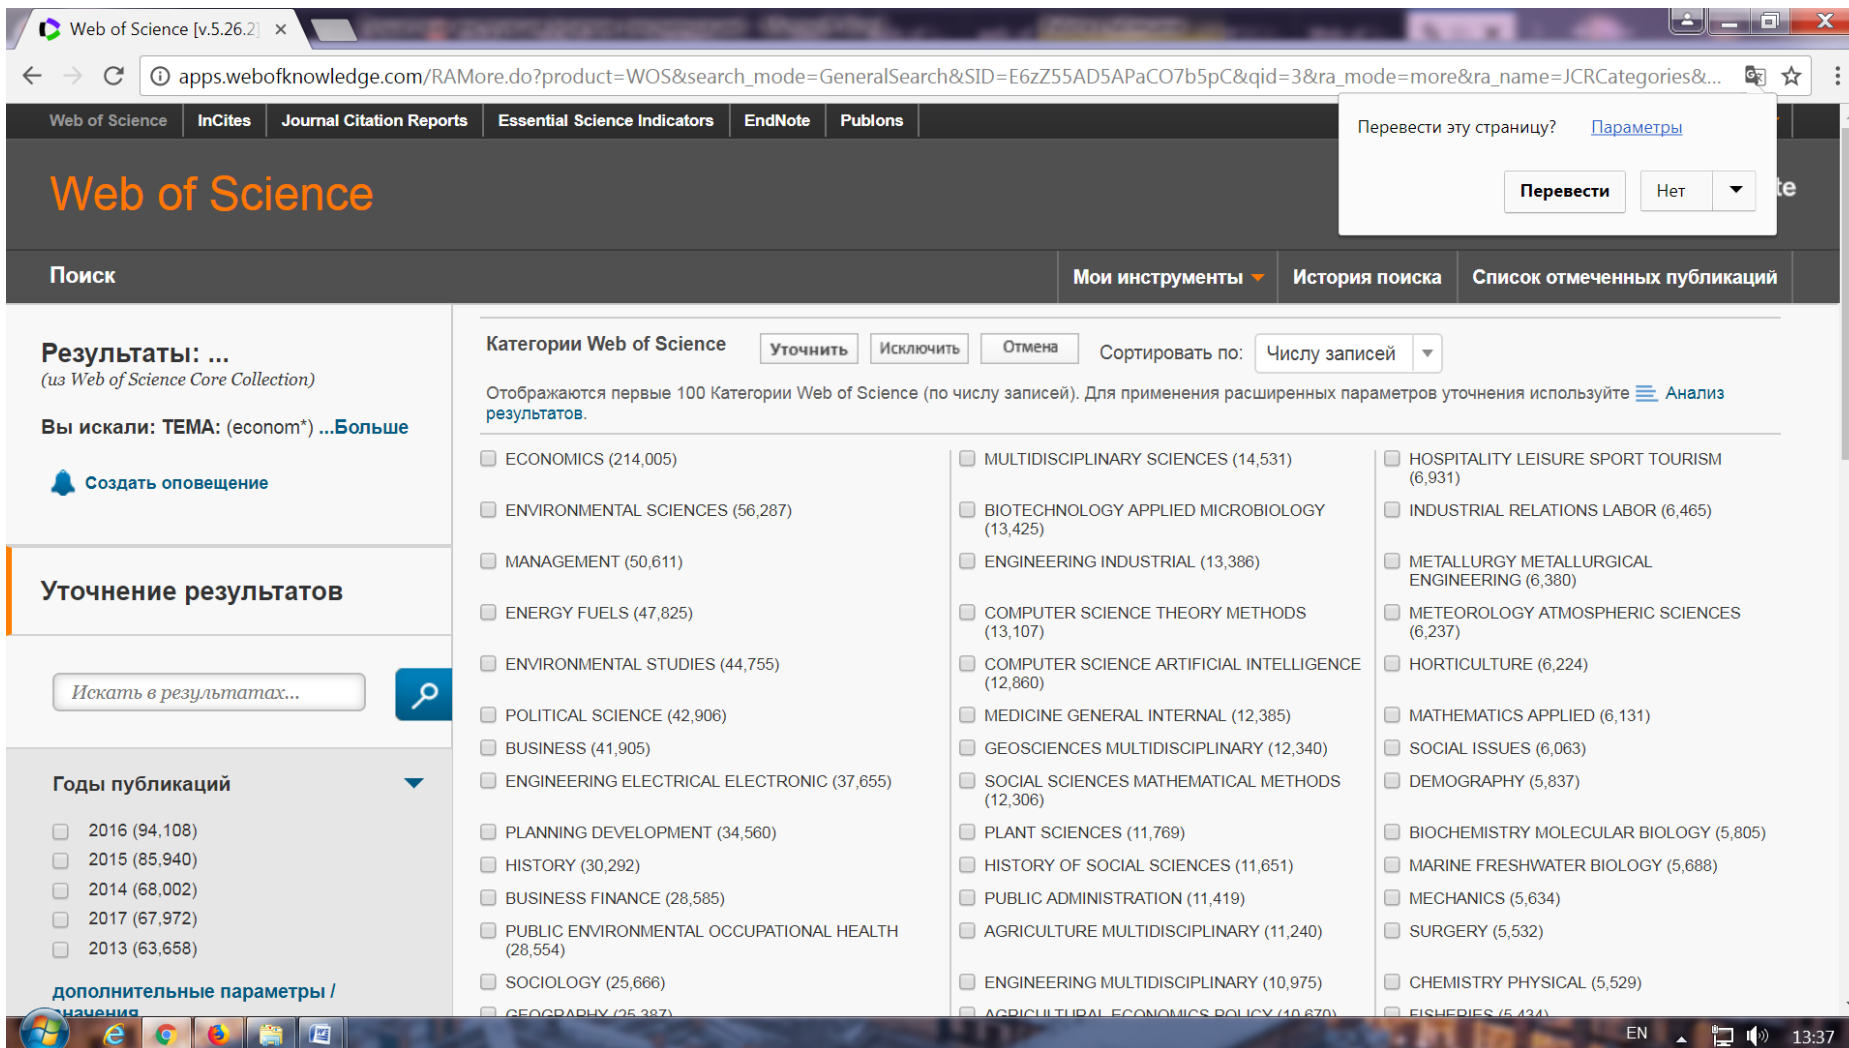 Web of Science [v.5.26.2]
apps.webofknowledge.com/RAMore.do?product=WOS&search_mode=GeneralSearch&SID=E6zZ55AD5APaCO7b5pC&qid=3&ra_mode=more&ra_name=JCRCategories&...
Web of Science InCites Journal Citation Reports Essential Science Indicators EndNote Publons
Перевести эту страницу? Параметры
Перевести Нет
Web of Science
te
Поиск
Мои инструменты История поиска Список отмеченных публикаций
Результаты: ...
(из Web of Science Core Collection)
Вы искали: ТЕМА: (econom*) ...Больше
Создать оповещение
Уточнение результатов
Искать в результатах...
Годы публикаций
2016 (94,108)
2015 (85,940)
2014 (68,002)
2017 (67,972)
2013 (63,658)
дополнительные параметры /
значения
Категории Web of Science Уточнить Исключить Отмена Сортировать по: Числу записей
Отображаются первые 100 Категории Web of Science (по числу записей). Для применения расширенных параметров уточнения используйте Анализ
результатов.
ECONOMICS (214,005)
ENVIRONMENTAL SCIENCES (56,287)
MANAGEMENT (50,611)
ENERGY FUELS (47,825)
ENVIRONMENTAL STUDIES (44,755)
POLITICAL SCIENCE (42,906)
BUSINESS (41,905)
ENGINEERING ELECTRICAL ELECTRONIC (37,655)
PLANNING DEVELOPMENT (34,560)
HISTORY (30,292)
BUSINESS FINANCE (28,585)
PUBLIC ENVIRONMENTAL OCCUPATIONAL HEALTH
(28,554)
SOCIOLOGY (25,666)
GEOGRAPHY (25,387)
MULTIDISCIPLINARY SCIENCES (14,531)
BIOTECHNOLOGY APPLIED MICROBIOLOGY
(13,425)
ENGINEERING INDUSTRIAL (13,386)
COMPUTER SCIENCE THEORY METHODS
(13,107)
COMPUTER SCIENCE ARTIFICIAL INTELLIGENCE
(12,860)
MEDICINE GENERAL INTERNAL (12,385)
GEOSCIENCES MULTIDISCIPLINARY (12,340)
SOCIAL SCIENCES MATHEMATICAL METHODS
(12,306)
PLANT SCIENCES (11,769)
HISTORY OF SOCIAL SCIENCES (11,651)
PUBLIC ADMINISTRATION (11,419)
AGRICULTURE MULTIDISCIPLINARY (11,240)
ENGINEERING MULTIDISCIPLINARY (10,975)
AGRICULTURAL ECONOMICS POLICY (10,670)
HOSPITALITY LEISURE SPORT TOURISM
(6,931)
INDUSTRIAL RELATIONS LABOR (6,465)
METALLURGY METALLURGICAL
ENGINEERING (6,380)
METEOROLOGY ATMOSPHERIC SCIENCES
(6,237)
HORTICULTURE (6,224)
MATHEMATICS APPLIED (6,131)
SOCIAL ISSUES (6,063)
DEMOGRAPHY (5,837)
BIOCHEMISTRY MOLECULAR BIOLOGY (5,805)
MARINE FRESHWATER BIOLOGY (5,688)
MECHANICS (5,634)
SURGERY (5,532)
CHEMISTRY PHYSICAL (5,529)
FISHERIES (5,434)
EN 13:37